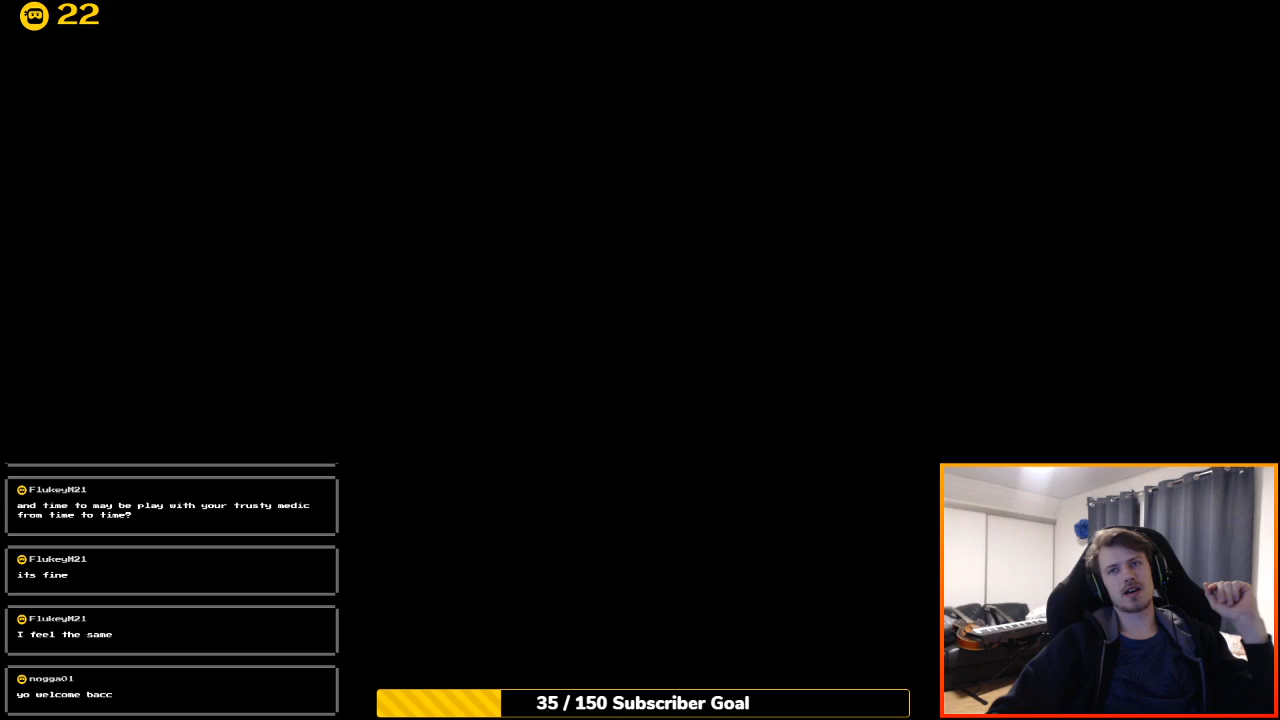 22
FlukeyM21
and time to may be play with your trusty medic
from time to time?
FlukeyM21
its fine
FlukeyM21
I feel the same
nogga01
yo welcome bacc
35 / 150 Subscriber Goal